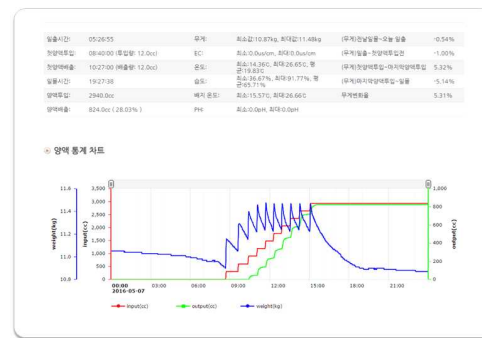 일출시간: 05:26:55 무게: 최소값:10.87kg, 최대값:11.48kg (무게)전날일몰~오늘 일출 -0.54%
첫양액투입: 08:40:00 (투입량: 12.0cc) EC: 최소:0.0us/cm, 최대:0.0us/cm (무게)일출~첫양액투입전 -1.00%
첫양액배출: 10:27:00 (배출량: 12.0cc) 온도: 최소:14.36C, 최대:26.65C, 평균:19.83C (무게)첫양액투입~마지막양액투입 5.32%
일몰시간: 19:27:38 습도: 최소:36.67%, 최대:91.77%, 평균:65.71% (무게)마지막양액투입~일몰 -5.14%
양액투입: 2940.0cc 배지 온도: 최소:15.57), 최대:26.66C 무게변화율 5.31%
양액배출: 824.0cc ( 28.03% ) PH: 최소:0.0pH, 최대:0.0pH
양액 통계 차트
11.8 3,500 1,000
3,000
11.4 2,500 800
2,000 600
11.2 1,500 400
11.0 1,000
500 200
10.8 0 0
weight(kg) input(cc) output(cc)
00:00 03:00 06:00 09:00 12:00 15:00 18:00 21:00
2016-05-07
input(cc) output(cc) weight(kg)